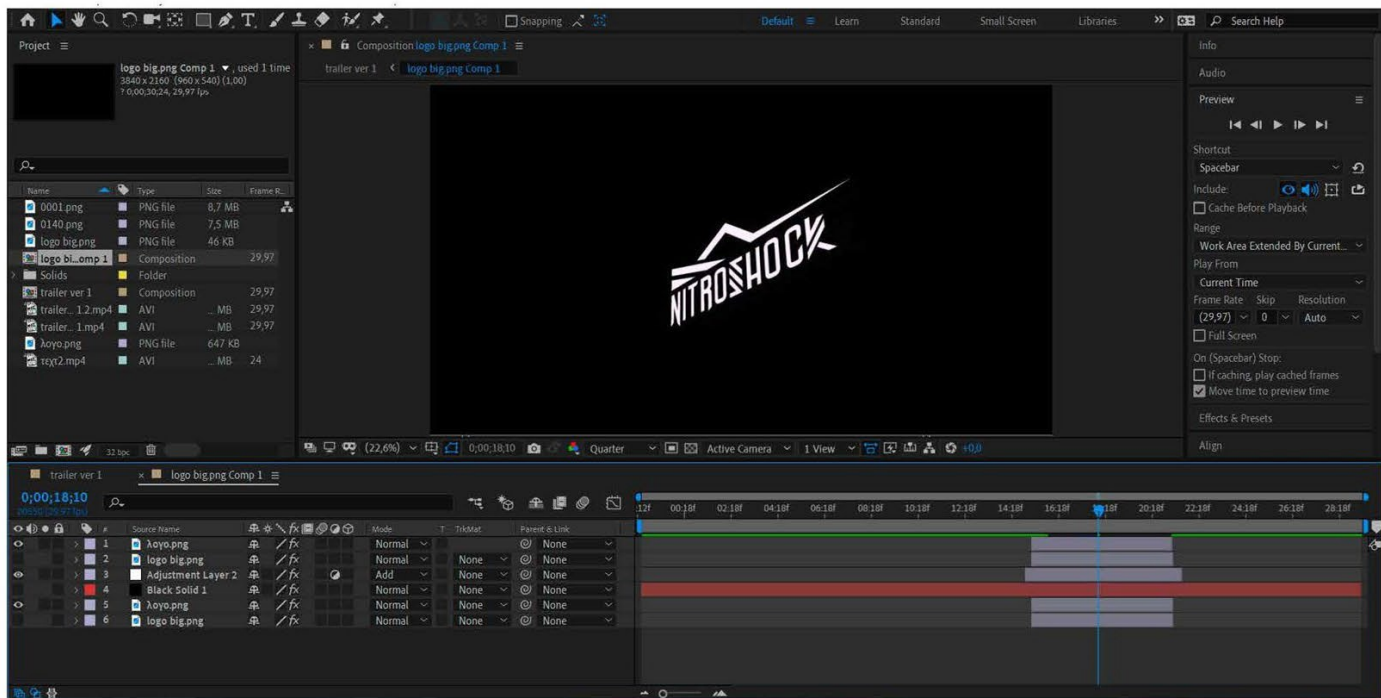 Snapping
Default Learn Standard Small Screen Libraries
Search Help
Project
Composition logo big.png Comp 1
Info
logo big.png Comp 1 , used 1 time
3840 x 2160 (960 x 540) (1,00)
? 0;00;30;24, 29,97 fps
trailer ver 1 logo big.png Comp 1
Audio
Preview
Shortcut
Spacebar
Name Type Size Frame R...
0001.png PNG file 8,7 MB
0140.png PNG file 7,5 MB
logo big.png PNG file 46 KB
logo bi...omp 1 Composition 29,97
Solids Folder
trailer ver 1 Composition 29,97
trailer... 1.2.mp4 AVI ... MB 29,97
trailer... 1.mp4 AVI ... MB 29,97
λογο.png PNG file 647 KB
τεχτ2.mp4 AVI ... MB 24
NITROSHOCK
Include:
Cache Before Playback
Range
Work Area Extended By Current...
Play From
Current Time
Frame Rate Skip Resolution
(29,97) 0 Auto
Full Screen
On (Spacebar) Stop:
If caching, play cached frames
Move time to preview time
Effects & Presets
Align
32 bpc
(22,6%) 0;00;18;10 Quarter Active Camera 1 View +0,0
trailer ver 1 logo big.png Comp 1
0;00;18;10
:12f 00:18f 02:18f 04:18f 06:18f 08:18f 10:18f 12:18f 14:18f 16:18f 18f 20:18f 22:18f 24:18f 26:18f 28:18f
# Source Name Mode T TrkMat Parent & Link
1 λογο.png Normal None
2 logo big.png Normal None None
3 Adjustment Layer 2 Add None None
4 Black Solid 1 Normal None None
5 λογο.png Normal None None
6 logo big.png Normal None None